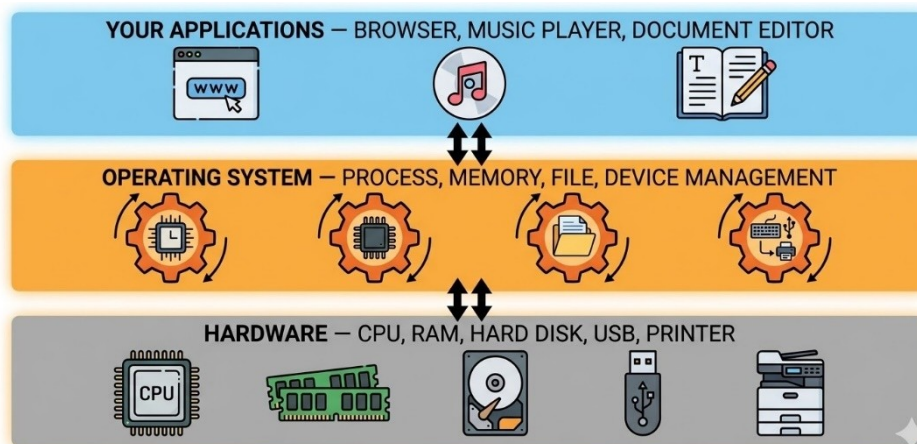 YOUR APPLICATIONS — BROWSER, MUSIC PLAYER, DOCUMENT EDITOR
WWW
T
OPERATING SYSTEM — PROCESS, MEMORY, FILE, DEVICE MANAGEMENT
HARDWARE — CPU, RAM, HARD DISK, USB, PRINTER
CPU